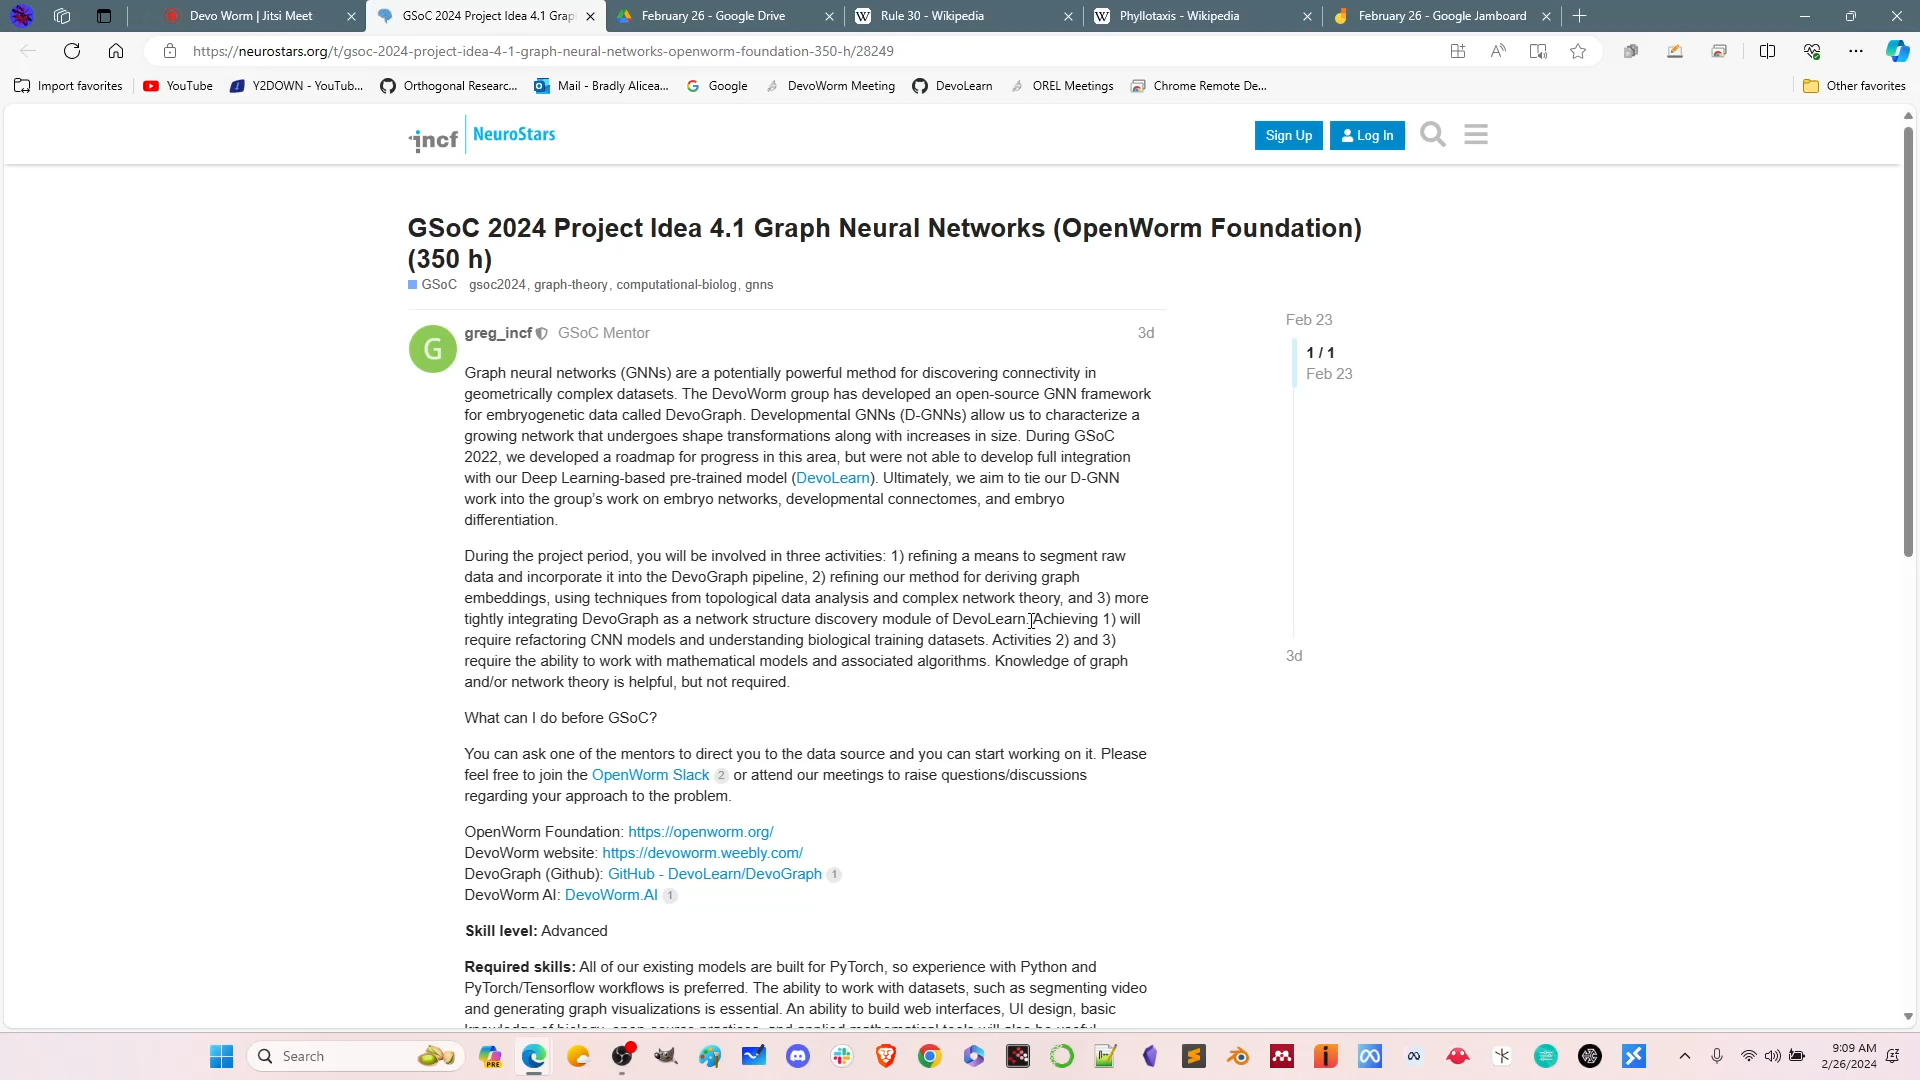 Devo Worm | Jitsi Meet
GSoC 2024 Project Idea 4.1 Grap
February 26 - Google Drive
Rule 30 - Wikipedia
Phyllotaxis - Wikipedia
February 26 - Google Jamboard
https://neurostars.org/t/gsoc-2024-project-idea-4-1-graph-neural-networks-openworm-foundation-350-h/28249
Import favorites
YouTube
Y2DOWN - YouTub...
Orthogonal Researc...
Mail - Bradly Alicea...
Google
DevoWorm Meeting
DevoLearn
OREL Meetings
Chrome Remote De...
Other favorites
incf
NeuroStars
Sign Up
Log In
GSoC 2024 Project Idea 4.1 Graph Neural Networks (OpenWorm Foundation)
(350 h)
GSoC gsoc2024, graph-theory, computational-biolog, gnns
G
greg_incf GSoC Mentor 3d
Graph neural networks (GNNs) are a potentially powerful method for discovering connectivity in
geometrically complex datasets. The DevoWorm group has developed an open-source GNN framework
for embryogenetic data called DevoGraph. Developmental GNNs (D-GNNs) allow us to characterize a
growing network that undergoes shape transformations along with increases in size. During GSoC
2022, we developed a roadmap for progress in this area, but were not able to develop full integration
with our Deep Learning-based pre-trained model (DevoLearn). Ultimately, we aim to tie our D-GNN
work into the group's work on embryo networks, developmental connectomes, and embryo
differentiation.
During the project period, you will be involved in three activities: 1) refining a means to segment raw
data and incorporate it into the DevoGraph pipeline, 2) refining our method for deriving graph
embeddings, using techniques from topological data analysis and complex network theory, and 3) more
tightly integrating DevoGraph as a network structure discovery module of DevoLearn. Achieving 1) will
require refactoring CNN models and understanding biological training datasets. Activities 2) and 3)
require the ability to work with mathematical models and associated algorithms. Knowledge of graph
and/or network theory is helpful, but not required.
What can I do before GSoC?
You can ask one of the mentors to direct you to the data source and you can start working on it. Please
feel free to join the OpenWorm Slack 2 or attend our meetings to raise questions/discussions
regarding your approach to the problem.
OpenWorm Foundation: https://openworm.org/
DevoWorm website: https://devoworm.weebly.com/
DevoGraph (Github): GitHub - DevoLearn/DevoGraph 1
DevoWorm AI: DevoWorm.AI 1
Skill level: Advanced
Required skills: All of our existing models are built for PyTorch, so experience with Python and
PyTorch/Tensorflow workflows is preferred. The ability to work with datasets, such as segmenting video
and generating graph visualizations is essential. An ability to build web interfaces, UI design, basic
Feb 23
1 / 1
Feb 23
3d
Search
PRE
9:09 AM
2/26/2024